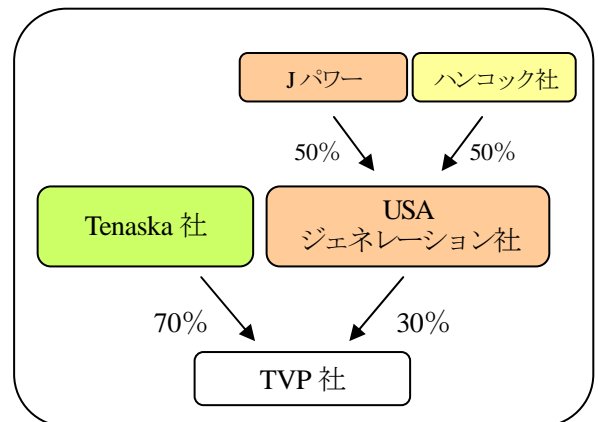 J パワー
ハンコック社
50%
50%
Tenaska 社
USA
ジェネレーション社
70%
30%
TVP 社